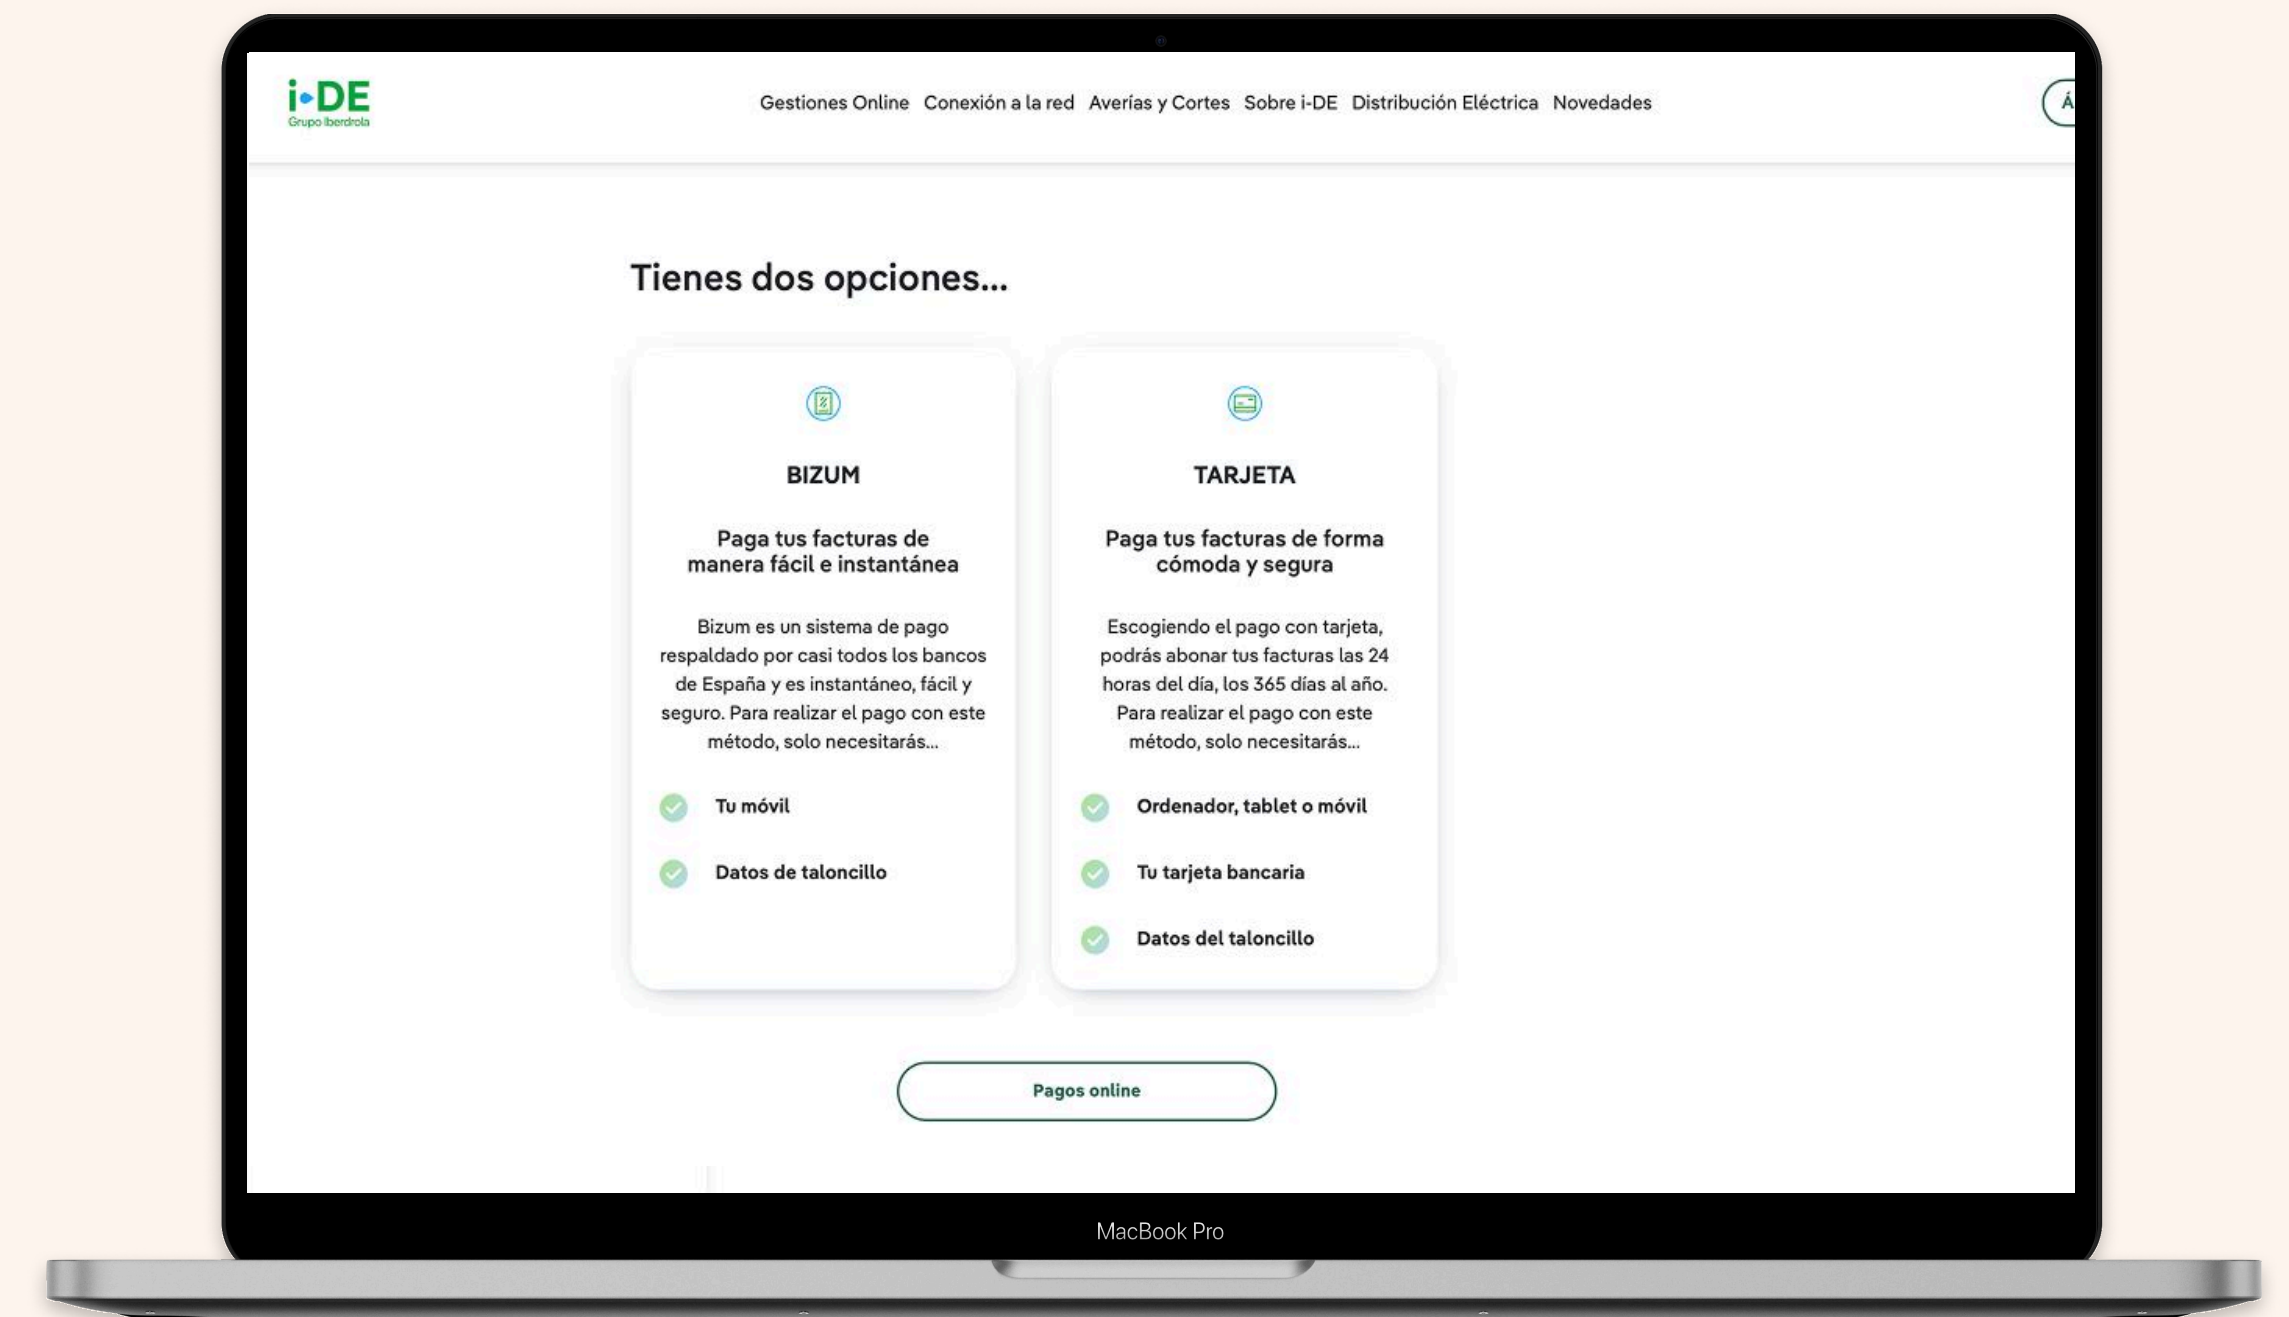 i-DE
Grupo Iberdrola
Gestiones Online Conexión a la red Averías y Cortes Sobre i-DE Distribución Eléctrica Novedades
Á
Tienes dos opciones...
BIZUM
Paga tus facturas de
manera fácil e instantánea
Bizum es un sistema de pago
respaldado por casi todos los bancos
de España y es instantáneo, fácil y
seguro. Para realizar el pago con este
método, solo necesitarás...
Tu móvil
Datos de taloncillo
TARJETA
Paga tus facturas de forma
cómoda y segura
Escogiendo el pago con tarjeta,
podrás abonar tus facturas las 24
horas del día, los 365 días al año.
Para realizar el pago con este
método, solo necesitarás...
Ordenador, tablet o móvil
Tu tarjeta bancaria
Datos del taloncillo
Pagos online
MacBook Pro